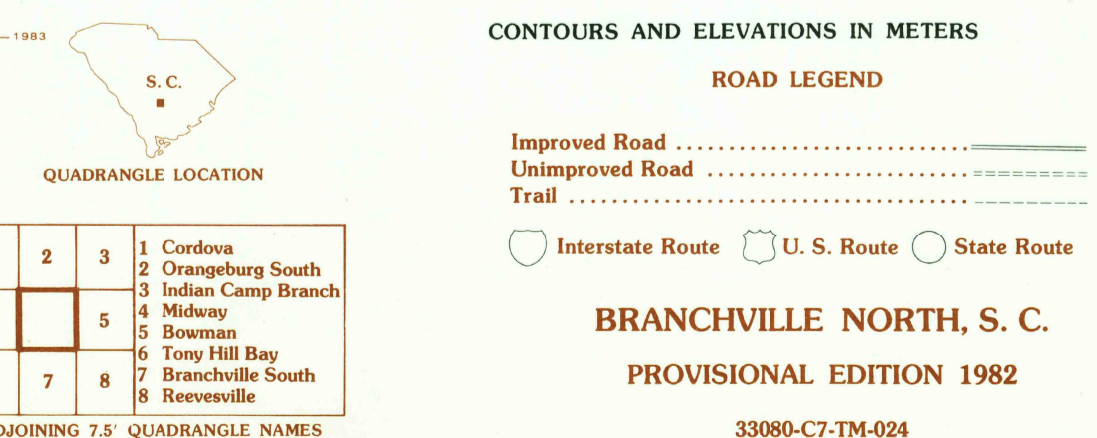 — 1983
S. C.
QUADRANGLE LOCATION
2 3
5
7 8
1 Cordova
2 Orangeburg South
3 Indian Camp Branch
4 Midway
5 Bowman
6 Tony Hill Bay
7 Branchville South
8 Reevesville
DJOINING 7.5' QUADRANGLE NAMES
CONTOURS AND ELEVATIONS IN METERS
ROAD LEGEND
Improved Road
Unimproved Road
Trail
Interstate Route U. S. Route State Route
BRANCHVILLE NORTH, S. C.
PROVISIONAL EDITION 1982
33080-C7-TM-024